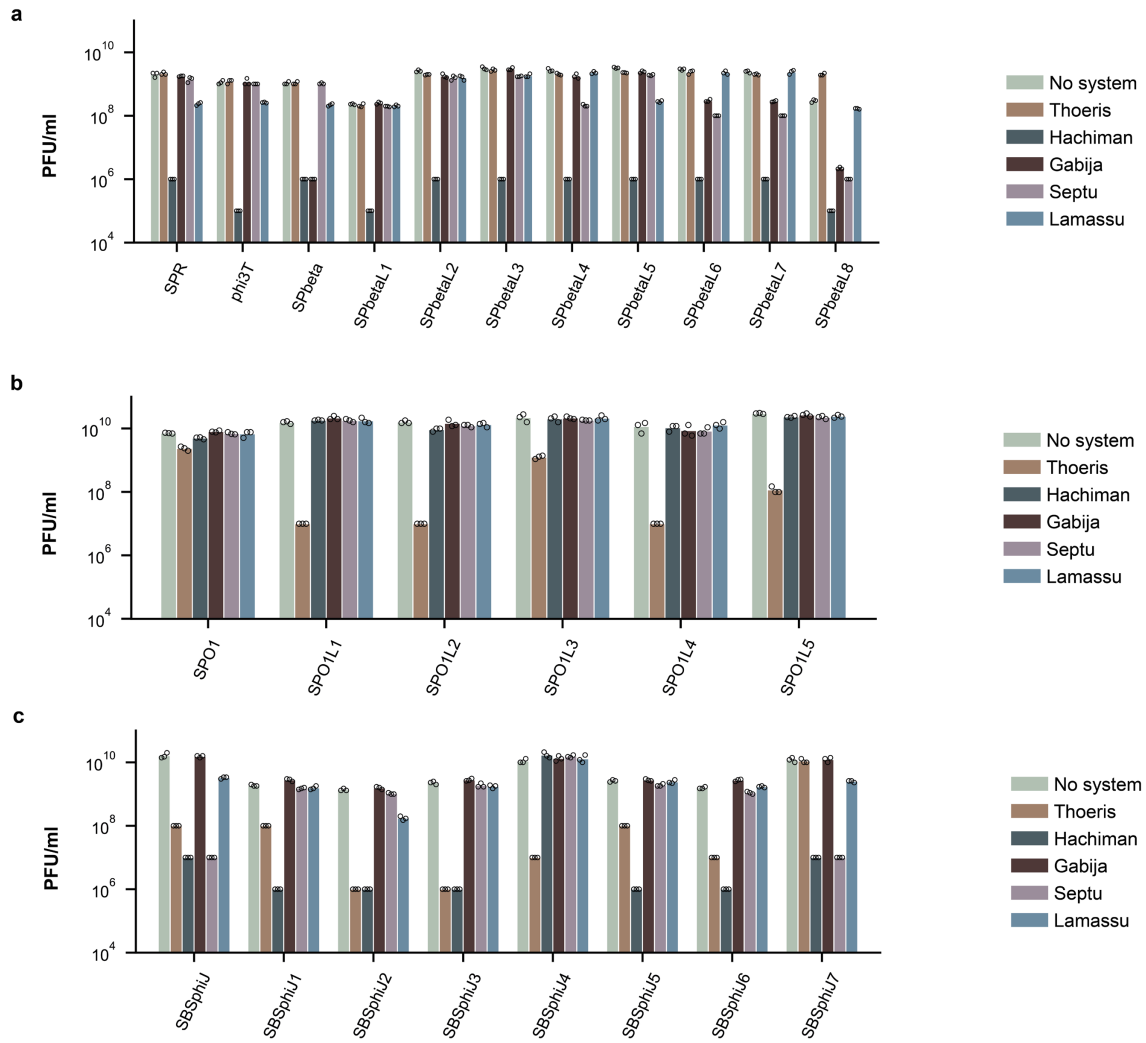 a
PFU/ml
10^10
10^8
10^6
10^4
SPR
phi3T
SPbeta
SPbetaL1
SPbetaL2
SPbetaL3
SPbetaL4
SPbetaL5
SPbetaL6
SPbetaL7
SPbetaL8
No system
Thoeris
Hachiman
Gabija
Septu
Lamassu
b
PFU/ml
10^10
10^8
10^6
10^4
SPO1
SPO1L1
SPO1L2
SPO1L3
SPO1L4
SPO1L5
No system
Thoeris
Hachiman
Gabija
Septu
Lamassu
c
PFU/ml
10^10
10^8
10^6
10^4
SBSphiJ
SBSphiJ1
SBSphiJ2
SBSphiJ3
SBSphiJ4
SBSphiJ5
SBSphiJ6
SBSphiJ7
No system
Thoeris
Hachiman
Gabija
Septu
Lamassu